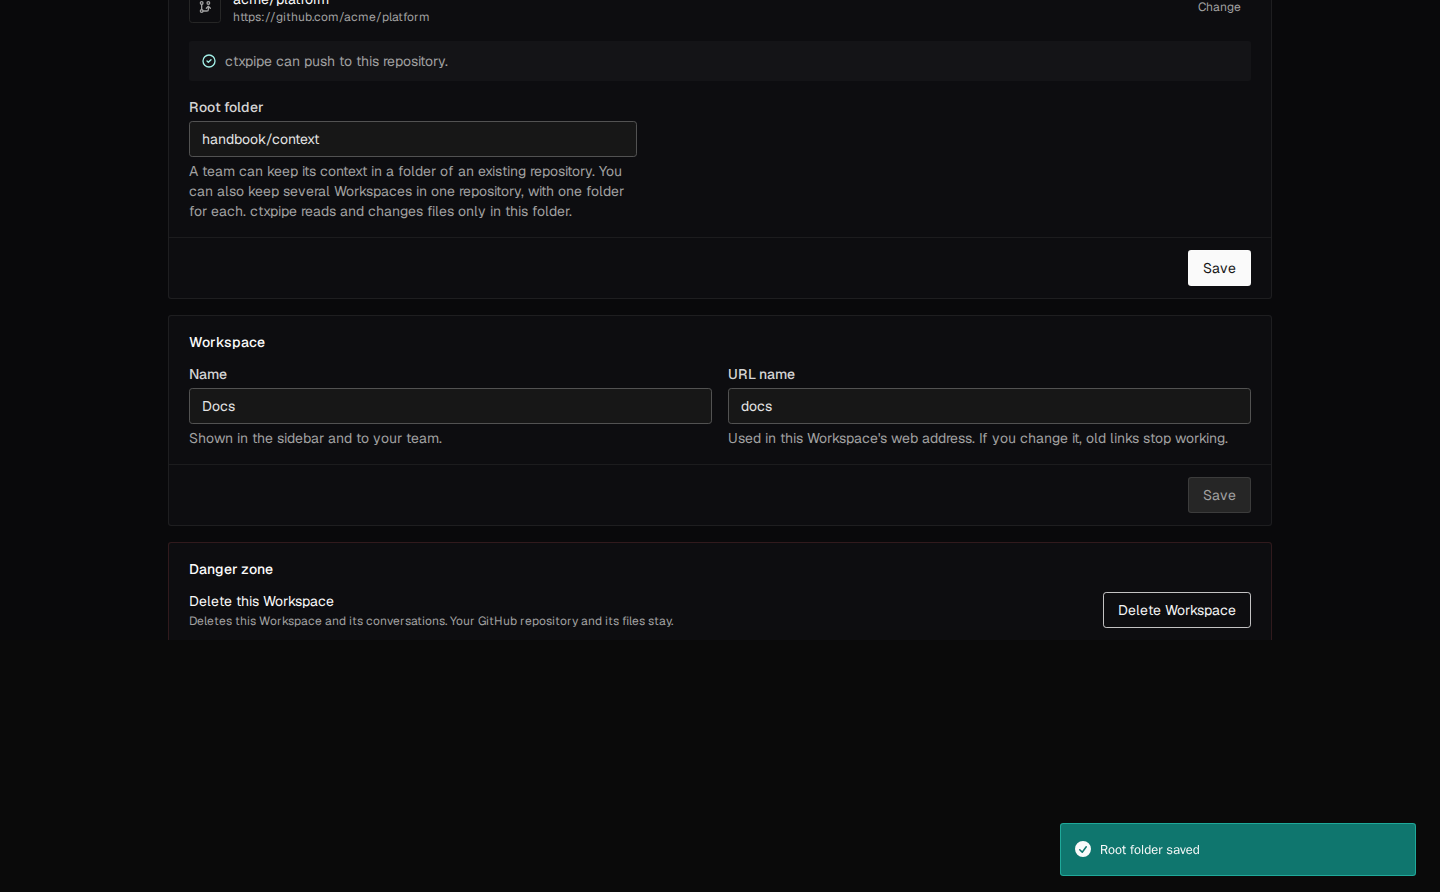 acme/platform
https://github.com/acme/platform
Change
ctxpipe can push to this repository.
Root folder
handbook/context
A team can keep its context in a folder of an existing repository. You
can also keep several Workspaces in one repository, with one folder
for each. ctxpipe reads and changes files only in this folder.
Save
Workspace
Name
URL name
Docs
docs
Shown in the sidebar and to your team.
Used in this Workspace's web address. If you change it, old links stop working.
Save
Danger zone
Delete this Workspace
Deletes this Workspace and its conversations. Your GitHub repository and its files stay.
Delete Workspace
Root folder saved